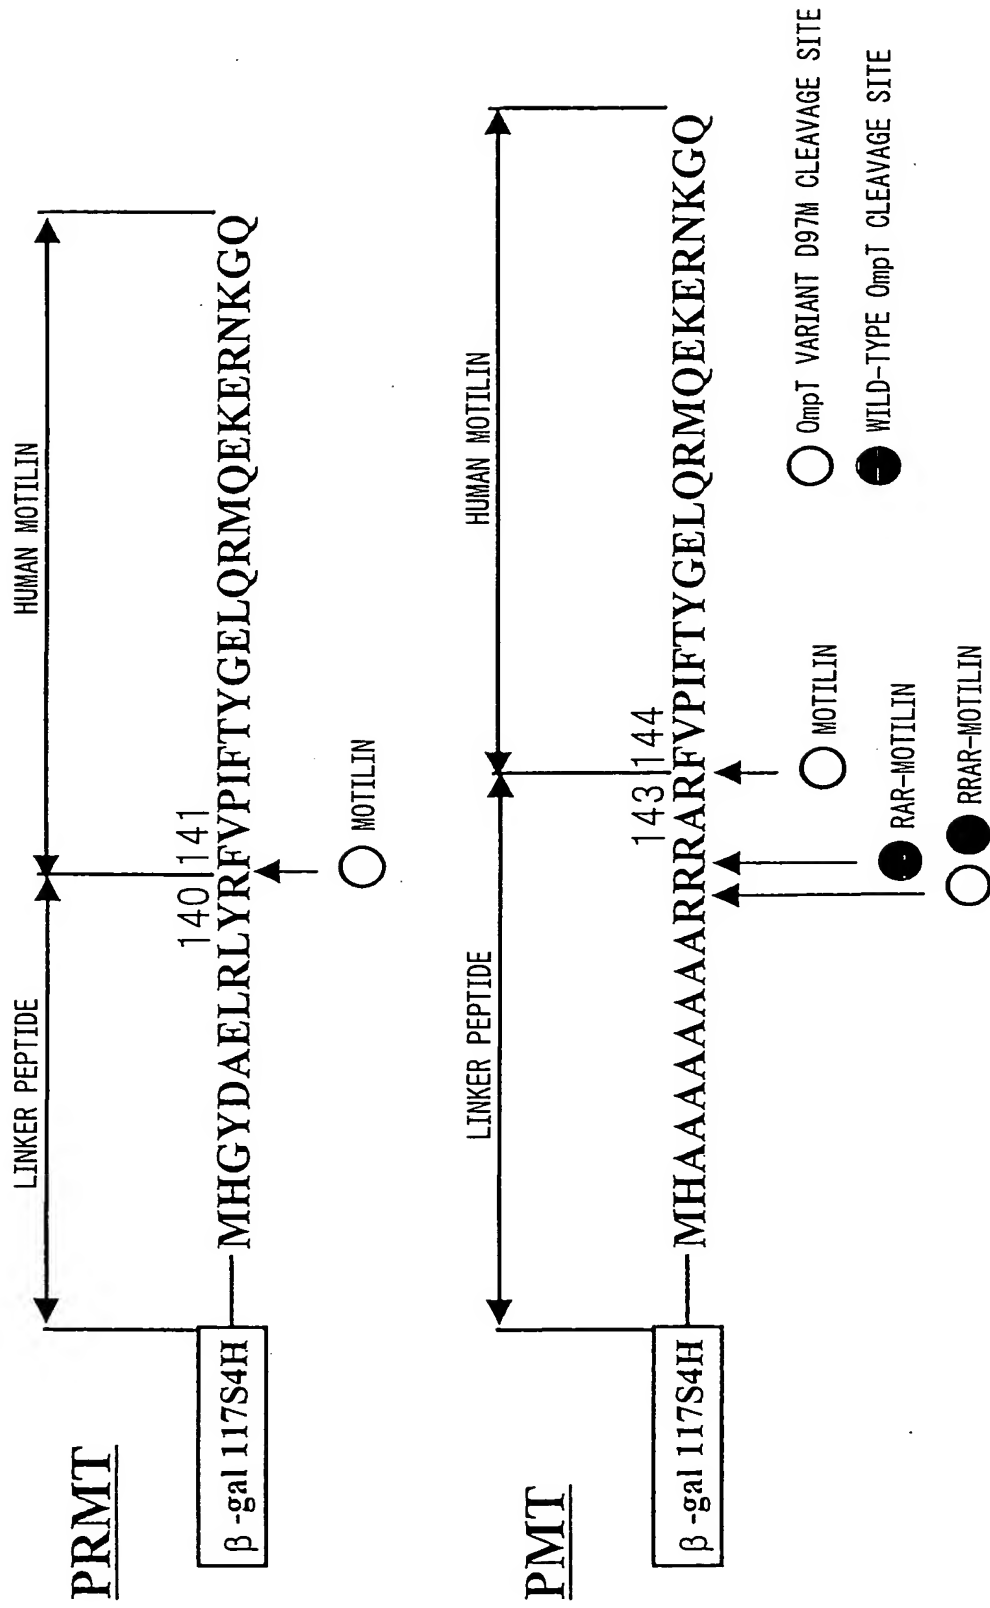 PRMT
LINKER PEPTIDE
HUMAN MOTILIN
140 141
β-gal 117S4H
MHGYDAELRLYRFVPIFTYGELQRMQEKERNKGQ
MOTILIN
PMT
LINKER PEPTIDE
HUMAN MOTILIN
143 144
β-gal 117S4H
MHAAAAAAAAARRARFVPIFTYGELQRMQEKERNKGQ
MOTILIN
RAR-MOTILIN
RRAR-MOTILIN
OmpT VARIANT D97M CLEAVAGE SITE
WILD-TYPE OmpT CLEAVAGE SITE